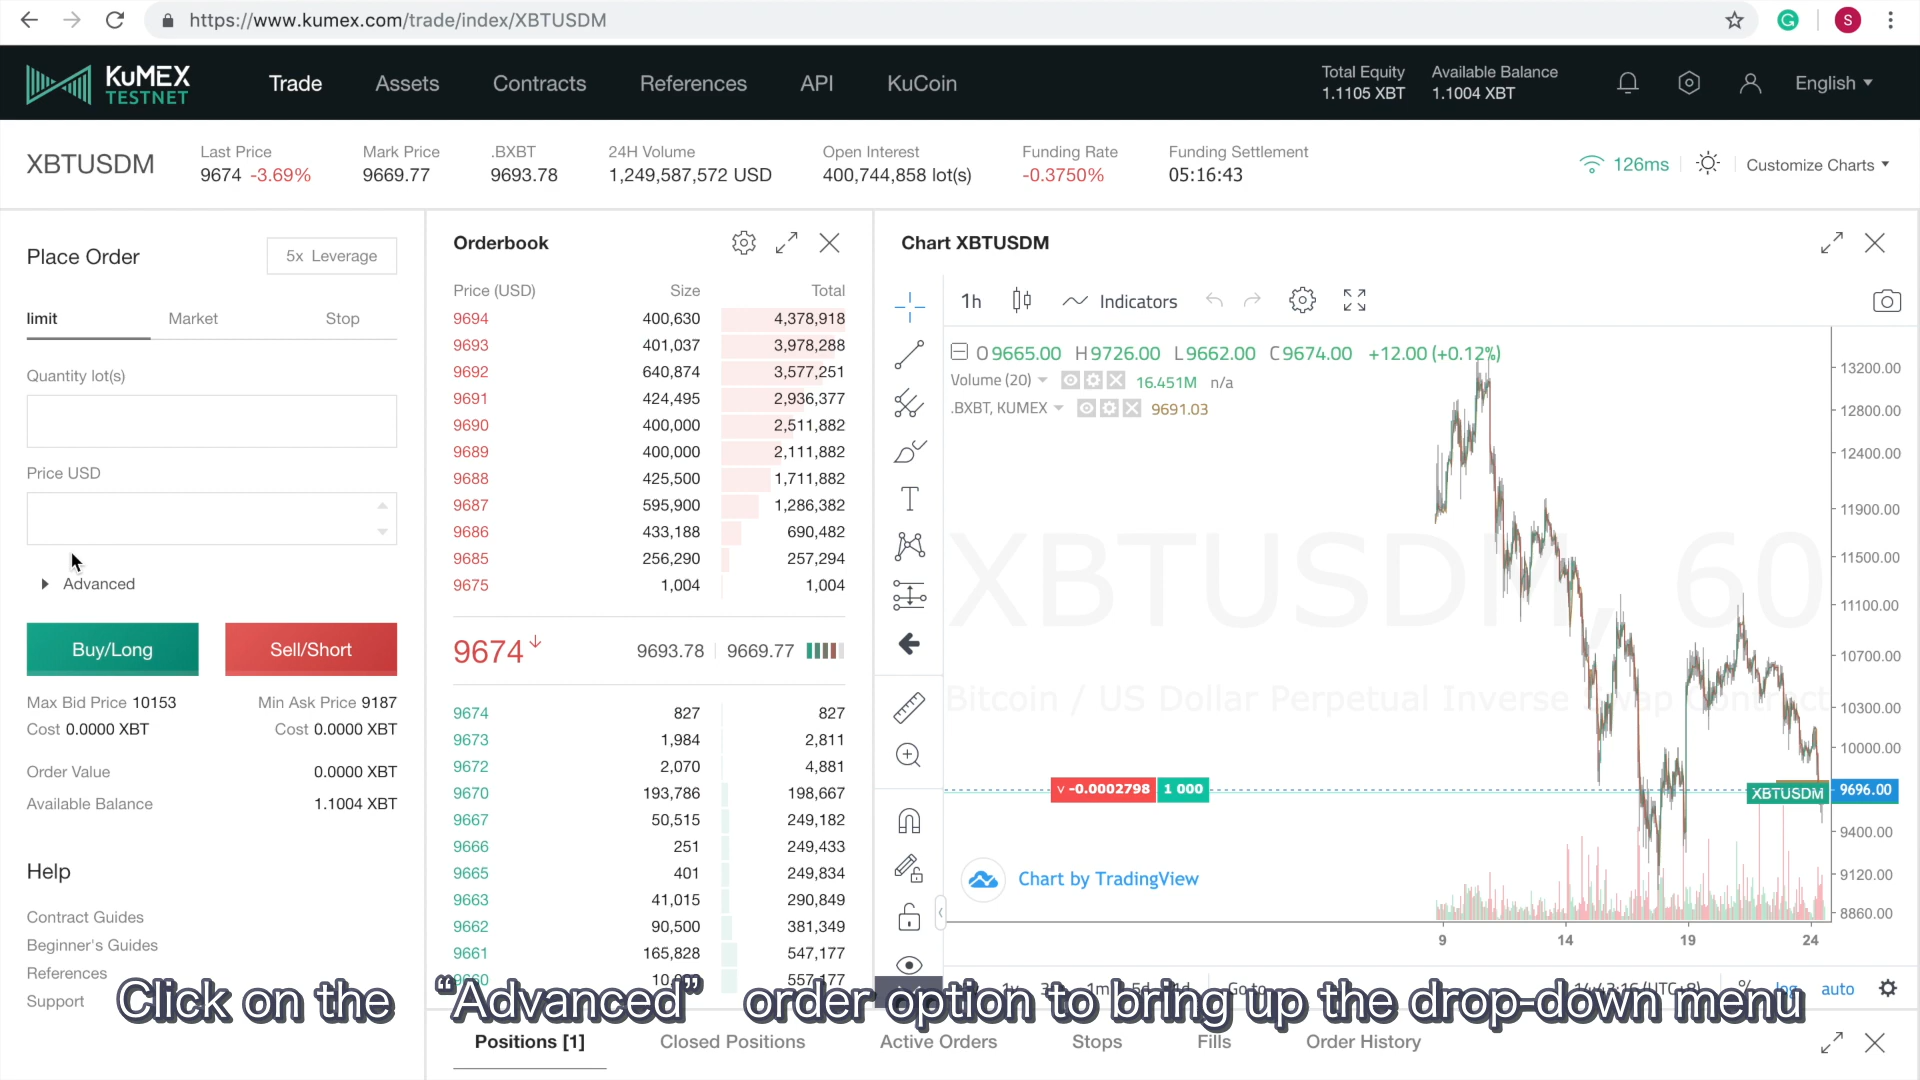 https://www.kumex.com/trade/index/XBTUSDM
S
KuMEX
TESTNET
Trade
Assets
Contracts
References
API
KuCoin
Total Equity
1.1105 XBT
Available Balance
1.1004 XBT
English
XBTUSDM
Last Price
9674 -3.69%
Mark Price
9669.77
.BXBT
9693.78
24H Volume
1,249,587,572 USD
Open Interest
400,744,858 lot(s)
Funding Rate
-0.3750%
Funding Settlement
05:16:43
126ms
Customize Charts
Place Order
5x Leverage
limit
Market
Stop
Quantity lot(s)
Price USD
Advanced
Buy/Long
Sell/Short
Max Bid Price 10153
Min Ask Price 9187
Cost 0.0000 XBT
Cost 0.0000 XBT
Order Value 0.0000 XBT
Available Balance 1.1004 XBT
Help
Contract Guides
Beginner's Guides
References
Support
Orderbook
Price (USD) Size Total
9694 400,630 4,378,918
9693 401,037 3,978,288
9692 640,874 3,577,251
9691 424,495 2,936,377
9690 400,000 2,511,882
9689 400,000 2,111,882
9688 425,500 1,711,882
9687 595,900 1,286,382
9686 433,188 690,482
9685 256,290 257,294
9675 1,004 1,004
9674 9693.78 9669.77
9674 827 827
9673 1,984 2,811
9672 2,070 4,881
9670 193,786 198,667
9667 50,515 249,182
9666 251 249,433
9665 401 249,834
9663 41,015 290,849
9662 90,500 381,349
9661 165,828 547,177
9660 557,177
Chart XBTUSDM
1h
Indicators
O 9665.00 H 9726.00 L 9662.00 C 9674.00 +12.00 (+0.12%)
Volume (20) 16.451M n/a
.BXBT, KUMEX 9691.03
XBTUSDM, 60
Bitcoin / US Dollar Perpetual Inverse Swap Contract
-0.0002798 1 000
XBTUSDM 9696.00
Chart by TradingView
13200.00
12800.00
12400.00
11900.00
11500.00
11100.00
10700.00
10300.00
10000.00
9400.00
9120.00
8860.00
9 14 19 24
auto
Click on the “Advanced” order option to bring up the drop-down menu
Positions [1]
Closed Positions
Active Orders
Stops
Fills
Order History